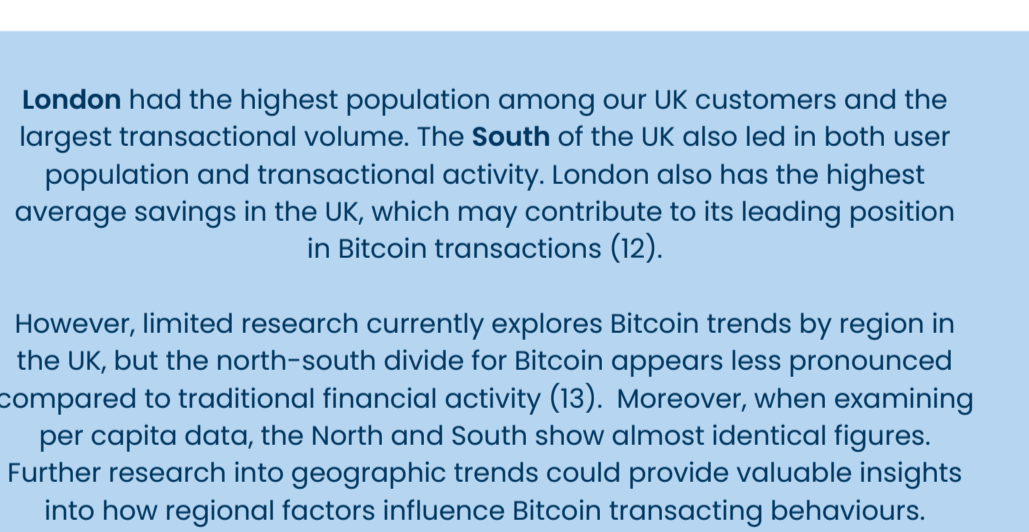 London had the highest population among our UK customers and the
largest transactional volume. The South of the UK also led in both user
population and transactional activity. London also has the highest
average savings in the UK, which may contribute to its leading position
in Bitcoin transactions (12).
However, limited research currently explores Bitcoin trends by region in
the UK, but the north-south divide for Bitcoin appears less pronounced
compared to traditional financial activity (13).  Moreover, when examining
per capita data, the North and South show almost identical figures.
Further research into geographic trends could provide valuable insights
into how regional factors influence Bitcoin transacting behaviours.